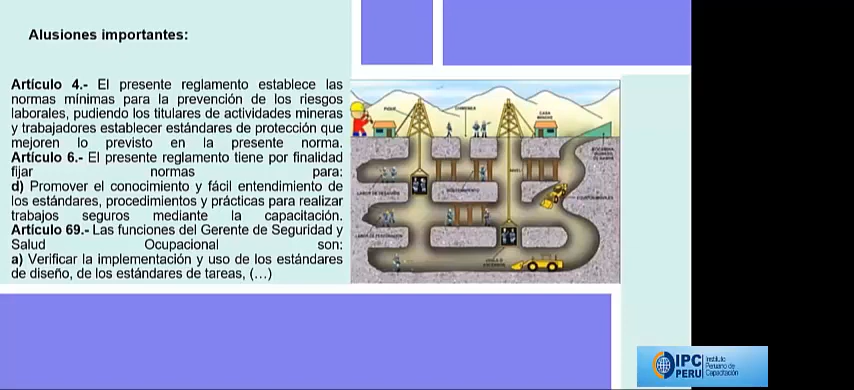 Alusiones importantes:
Artículo 4.- El presente reglamento establece las
normas mínimas para la prevención de los riesgos
laborales, pudiendo los titulares de actividades mineras
y trabajadores establecer estándares de protección que
mejoren lo previsto en la presente norma.
Artículo 6.- El presente reglamento tiene por finalidad
fijar normas para:
d) Promover el conocimiento y fácil entendimiento de
los estándares, procedimientos y prácticas para realizar
trabajos seguros mediante la capacitación.
Artículo 69.- Las funciones del Gerente de Seguridad y
Salud Ocupacional son:
a) Verificar la implementación y uso de los estándares
de diseño, de los estándares de tareas, (...)
PIQUE
CHIMENEA
CASA
NIVEL
IPC
PERU
Instituto
Peruano de
Capacitación